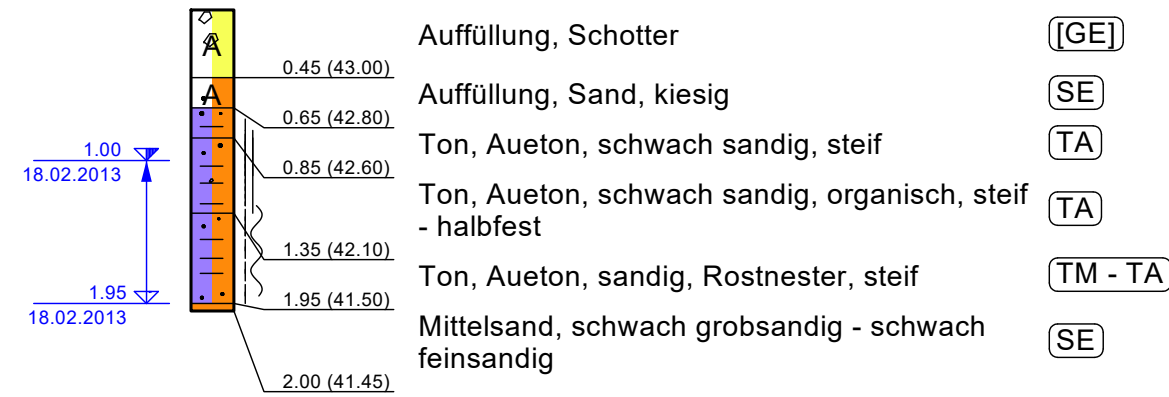 A
Auffüllung, Schotter
[GE]
0.45 (43.00)
A
Auffüllung, Sand, kiesig
SE
0.65 (42.80)
Ton, Aueton, schwach sandig, steif
TA
1.00
18.02.2013
0.85 (42.60)
Ton, Aueton, schwach sandig, organisch, steif
- halbfest
TA
1.35 (42.10)
Ton, Aueton, sandig, Rostnester, steif
TM - TA
1.95
18.02.2013
1.95 (41.50)
Mittelsand, schwach grobsandig - schwach
feinsandig
SE
2.00 (41.45)